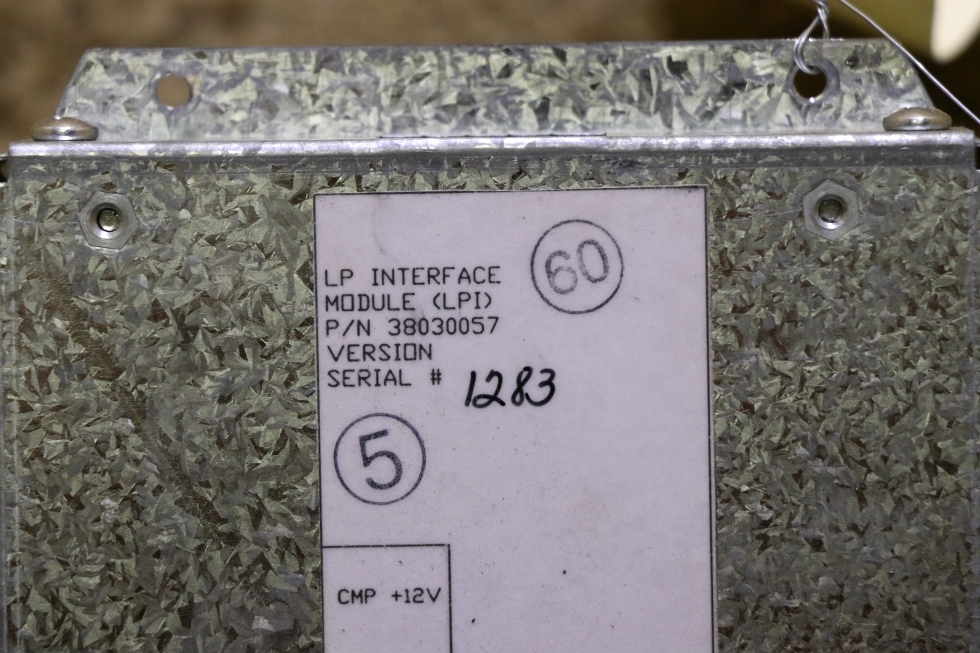 60
LP INTERFACE
MODULE (LPI)
P/N 38030057
VERSION
SERIAL # 1283
5
CMP +12V